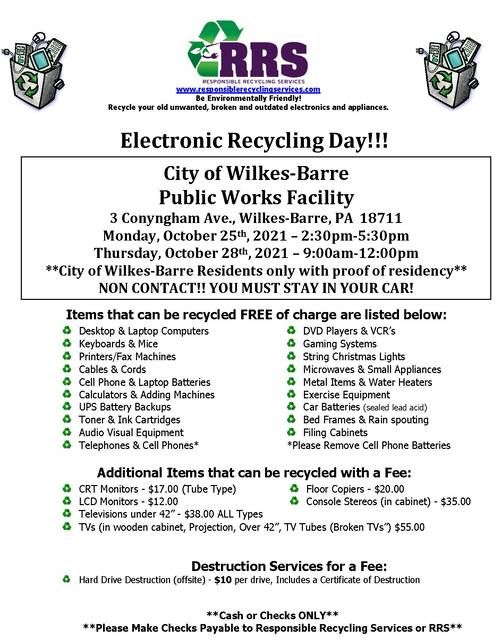 RRS
RESPONSIBLE RECYCLING SERVICES
www.responsiblerecyclingservices.com
Be Environmentally Friendly!
Recycle your old unwanted, broken and outdated electronics and appliances.
Electronic Recycling Day!!!
City of Wilkes-Barre
Public Works Facility
3 Conyngham Ave., Wilkes-Barre, PA 18711
Monday, October 25th, 2021 – 2:30pm-5:30pm
Thursday, October 28th, 2021 – 9:00am-12:00pm
**City of Wilkes-Barre Residents only with proof of residency**
NON CONTACT!! YOU MUST STAY IN YOUR CAR!
Items that can be recycled FREE of charge are listed below:
Desktop & Laptop Computers
Keyboards & Mice
Printers/Fax Machines
Cables & Cords
Cell Phone & Laptop Batteries
Calculators & Adding Machines
UPS Battery Backups
Toner & Ink Cartridges
Audio Visual Equipment
Telephones & Cell Phones*
DVD Players & VCR's
Gaming Systems
String Christmas Lights
Microwaves & Small Appliances
Metal Items & Water Heaters
Exercise Equipment
Car Batteries (sealed lead acid)
Bed Frames & Rain spouting
Filing Cabinets
*Please Remove Cell Phone Batteries
Additional Items that can be recycled with a Fee:
CRT Monitors - $17.00 (Tube Type)
LCD Monitors - $12.00
Televisions under 42" - $38.00 ALL Types
TVs (in wooden cabinet, Projection, Over 42", TV Tubes (Broken TVs") $55.00
Floor Copiers - $20.00
Console Stereos (in cabinet) - $35.00
Destruction Services for a Fee:
Hard Drive Destruction (offsite) - $10 per drive, Includes a Certificate of Destruction
**Cash or Checks ONLY**
**Please Make Checks Payable to Responsible Recycling Services or RRS**